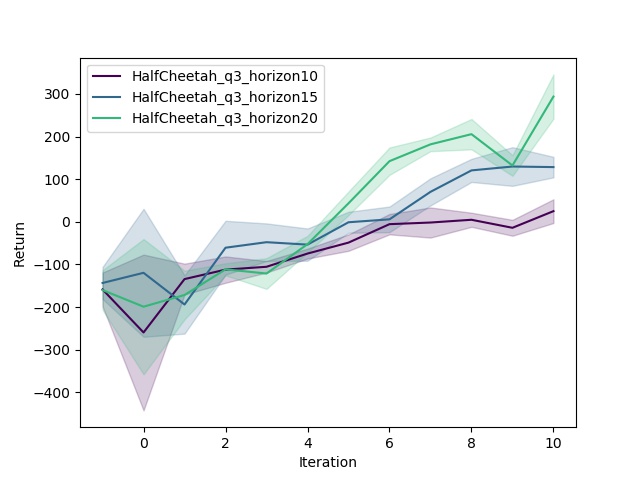 HalfCheetah_q3_horizon10
HalfCheetah_q3_horizon15
HalfCheetah_q3_horizon20
300
200
100
0
−100
−200
−300
−400
Return
0 2 4 6 8 10
Iteration